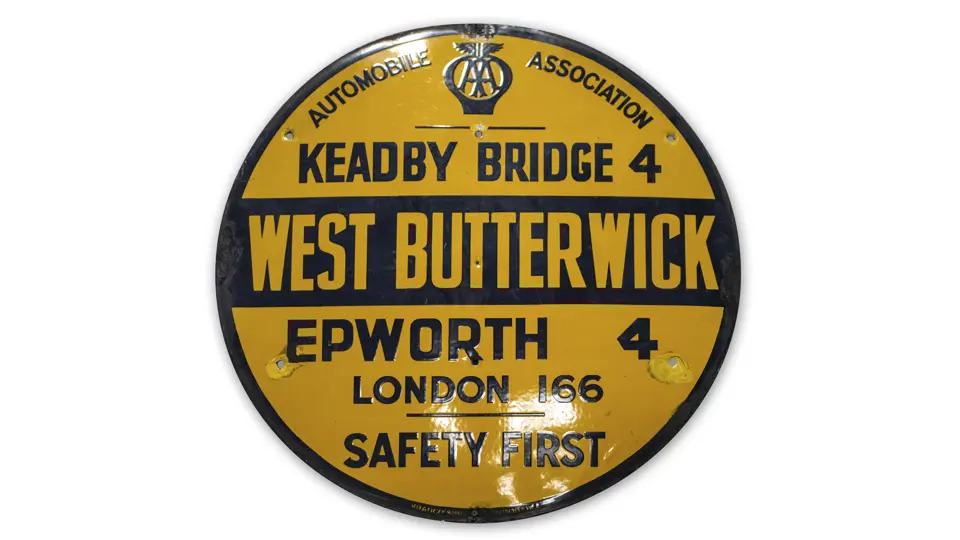 AUTOMOBILE AA ASSOCIATION
KEADBY BRIDGE 4
WEST BUTTERWICK
EPWORTH 4
LONDON 166
SAFETY FIRST